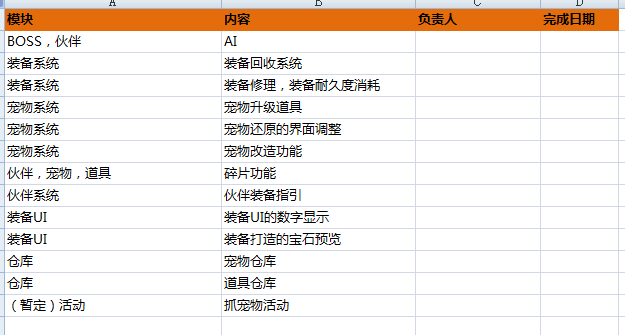 A B C D
模块 内容 负责人 完成日期
BOSS，伙伴 AI
装备系统 装备回收系统
装备系统 装备修理，装备耐久度消耗
宠物系统 宠物升级道具
宠物系统 宠物还原的界面调整
宠物系统 宠物改造功能
伙伴，宠物，道具 碎片功能
伙伴系统 伙伴装备指引
装备UI 装备UI的数字显示
装备UI 装备打造的宝石预览
仓库 宠物仓库
仓库 道具仓库
（暂定）活动 抓宠物活动